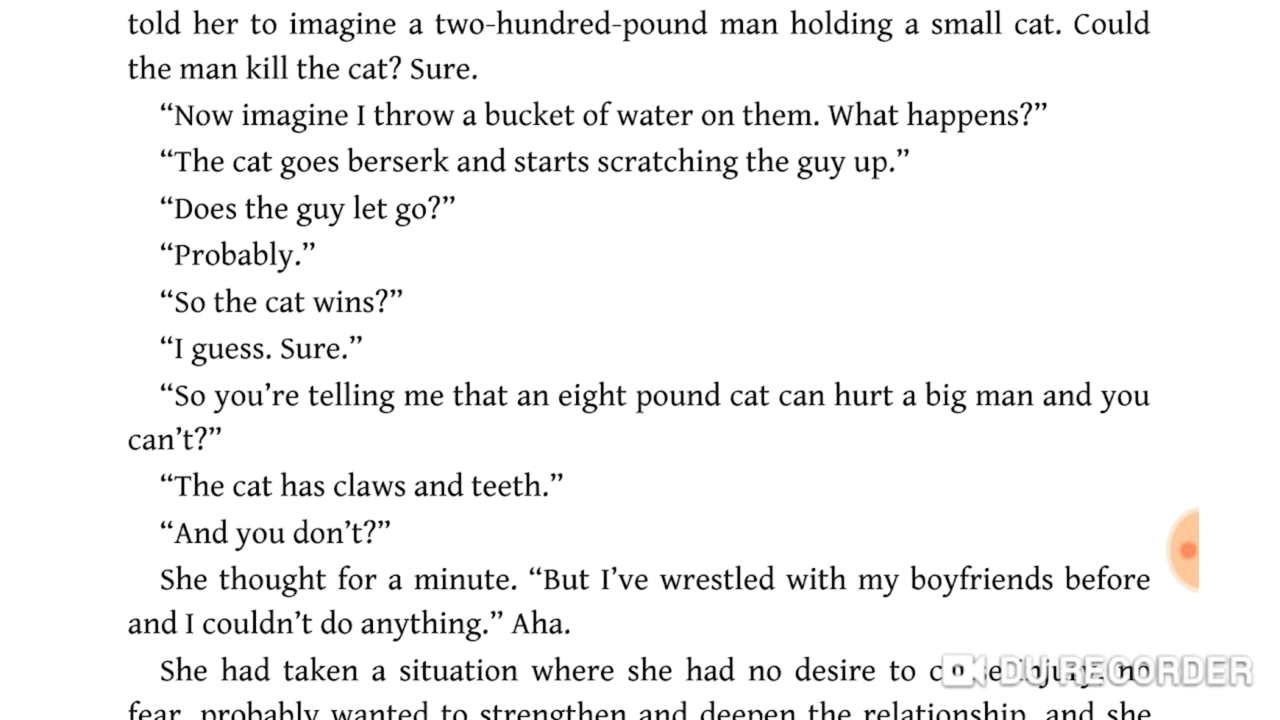 told her to imagine a two-hundred-pound man holding a small cat. Could
the man kill the cat? Sure.
“Now imagine I throw a bucket of water on them. What happens?”
“The cat goes berserk and starts scratching the guy up.”
“Does the guy let go?”
“Probably.”
“So the cat wins?”
“I guess. Sure.”
“So you’re telling me that an eight pound cat can hurt a big man and you
can’t?”
“The cat has claws and teeth.”
“And you don’t?”
She thought for a minute. “But I’ve wrestled with my boyfriends before
and I couldn’t do anything.” Aha.
She had taken a situation where she had no desire to cause injury, no
DU RECORDER
fear, probably wanted to strengthen and deepen the relationship, and she